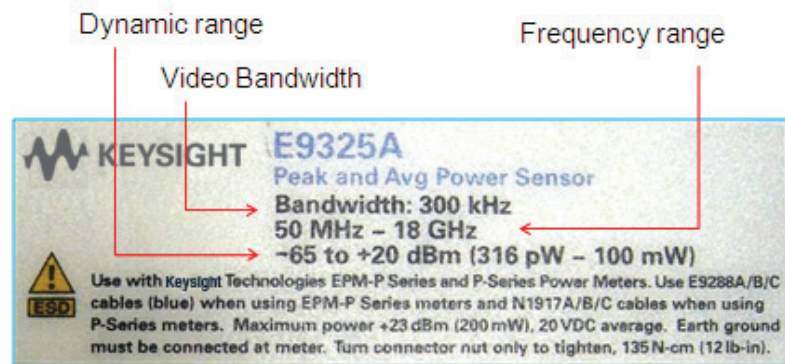 Dynamic range
Frequency range
Video Bandwidth
KEYSIGHT
E9325A
Peak and Avg Power Sensor
Bandwidth: 300 kHz
50 MHz – 18 GHz
-65 to +20 dBm (316 pW – 100 mW)
Use with Keysight Technologies EPM-P Series and P-Series Power Meters. Use E9288A/B/C
cables (blue) when using EPM-P Series meters and N1917A/B/C cables when using
P-Series meters. Maximum power +23 dBm (200 mW), 20 VDC average. Earth ground
must be connected at meter. Turn connector nut only to tighten, 135 N-cm (12 lb-in).
ESD